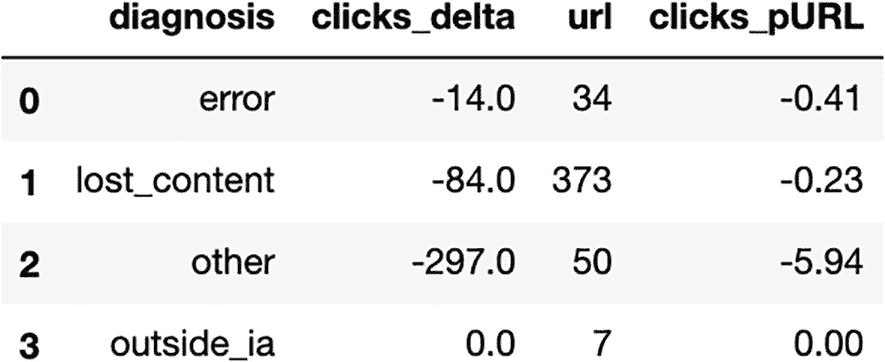 diagnosis clicks_delta url clicks_pURL
0 error -14.0 34 -0.41
1 lost_content -84.0 373 -0.23
2 other -297.0 50 -5.94
3 outside_ia 0.0 7 0.00